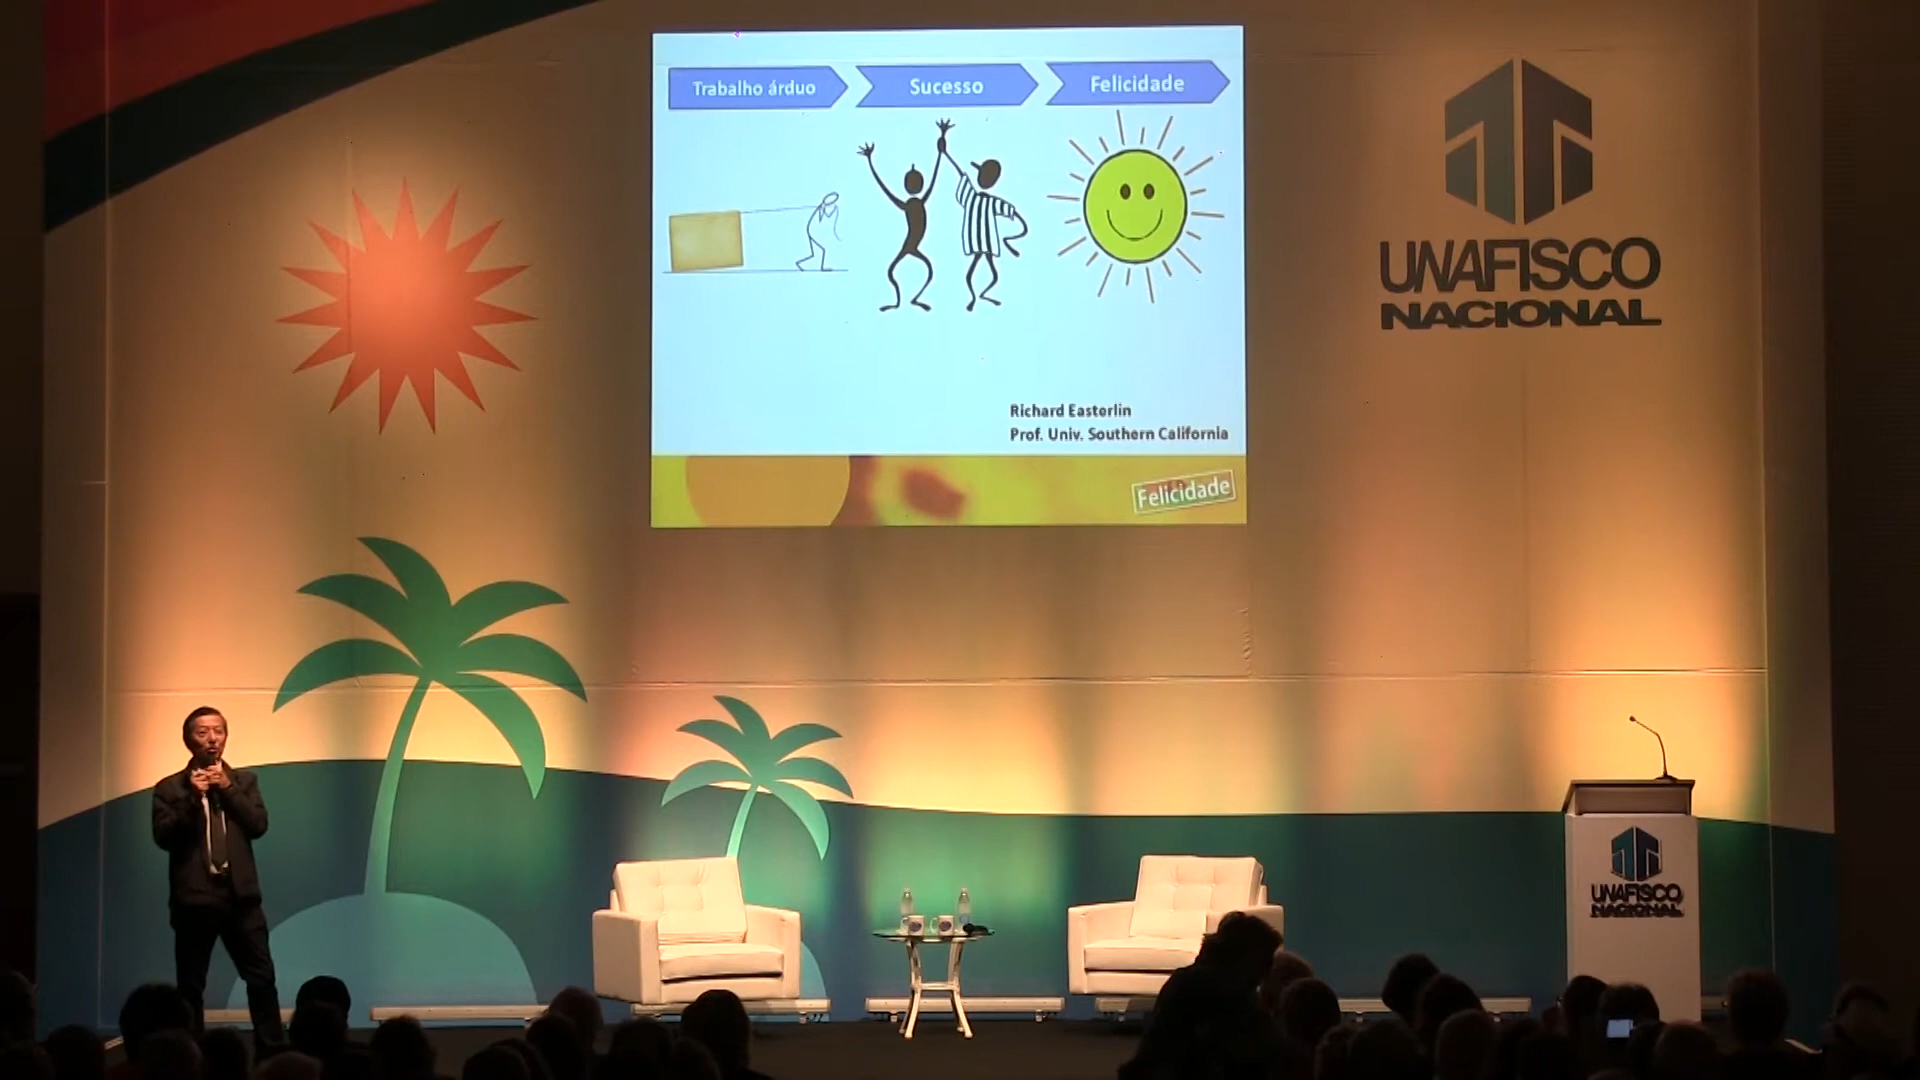 Trabalho árduo
Sucesso
Felicidade
Richard Easterlin
Prof. Univ. Southern California
Felicidade
UNAFISCO
NACIONAL
UNAFISCO
NACIONAL